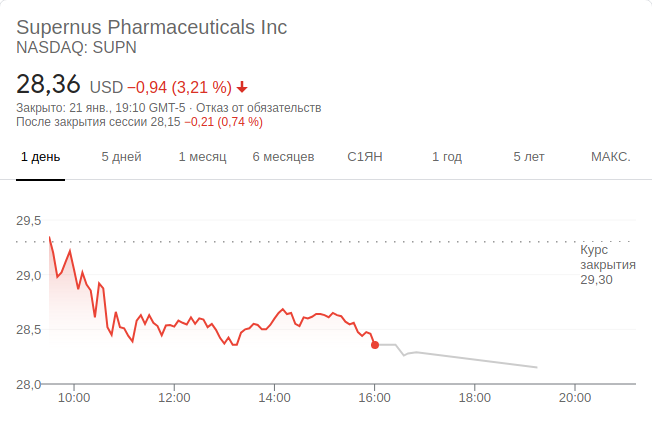 Supernus Pharmaceuticals Inc
NASDAQ: SUPN
28,36 USD −0,94 (3,21 %)
Закрыто: 21 янв., 19:10 GMT-5 · Отказ от обязательств
После закрытия сессии 28,15 −0,21 (0,74 %)
1 день 5 дней 1 месяц 6 месяцев С1ЯН 1 год 5 лет МАКС.
29,5
Курс
закрытия
29,0 29,30
28,5
28,0
10:00 12:00 14:00 16:00 18:00 20:00